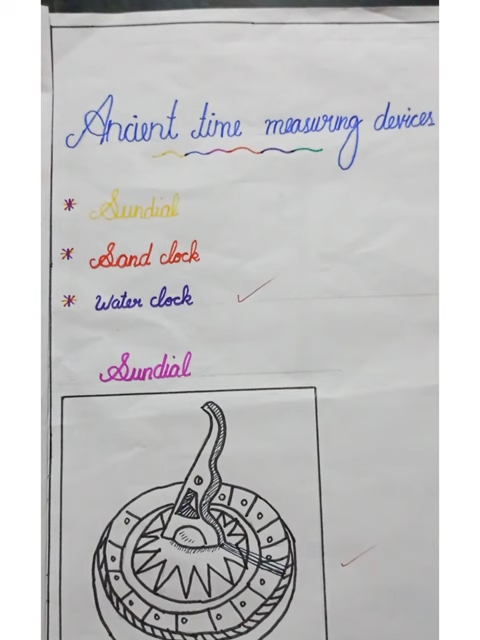 Ancient time measuring devices
* Sundial
* Sand clock
* Water clock
Sundial